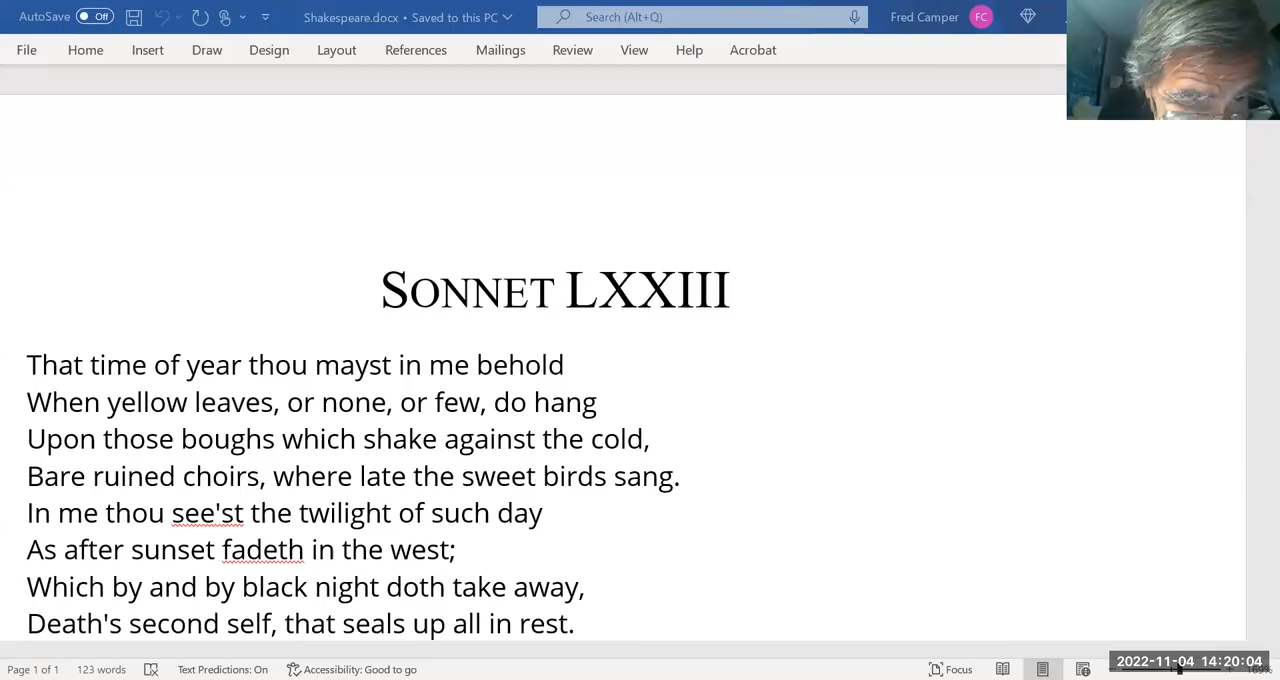 AutoSave Off Shakespeare.docx • Saved to this PC Search (Alt+Q) Fred Camper FC
File Home Insert Draw Design Layout References Mailings Review View Help Acrobat
SONNET LXXIII
That time of year thou mayst in me behold
When yellow leaves, or none, or few, do hang
Upon those boughs which shake against the cold,
Bare ruined choirs, where late the sweet birds sang.
In me thou see'st the twilight of such day
As after sunset fadeth in the west;
Which by and by black night doth take away,
Death's second self, that seals up all in rest.
Page 1 of 1 123 words Text Predictions: On Accessibility: Good to go Focus
2022-11-04 14:20:04